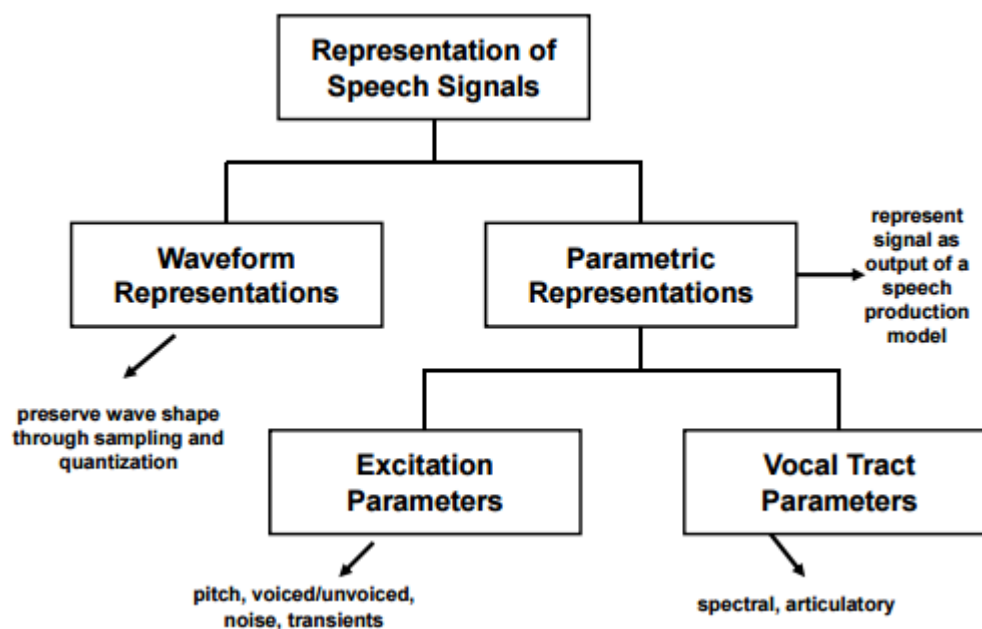 Representation of
Speech Signals
Waveform
Representations
Parametric
Representations
represent
signal as
output of a
speech
production
model
preserve wave shape
through sampling and
quantization
Excitation
Parameters
Vocal Tract
Parameters
pitch, voiced/unvoiced,
noise, transients
spectral, articulatory